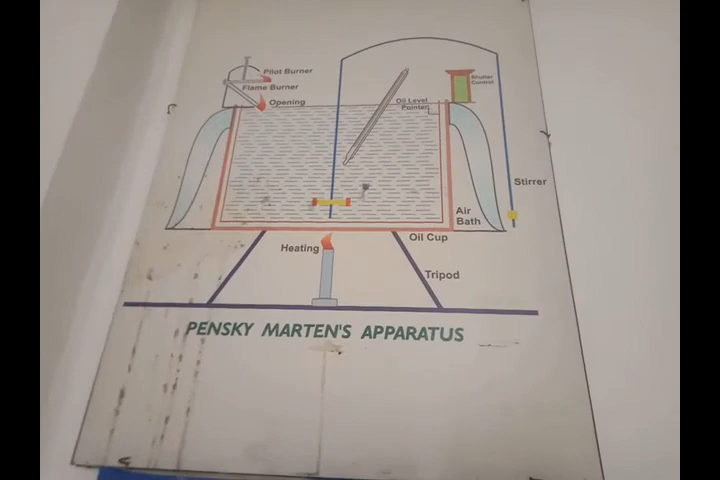 Pilot Burner
Flame Burner
Opening
Oil Level
Pointer
Shutter
Control
Stirrer
Air
Bath
Oil Cup
Heating
Tripod
PENSKY MARTEN'S APPARATUS